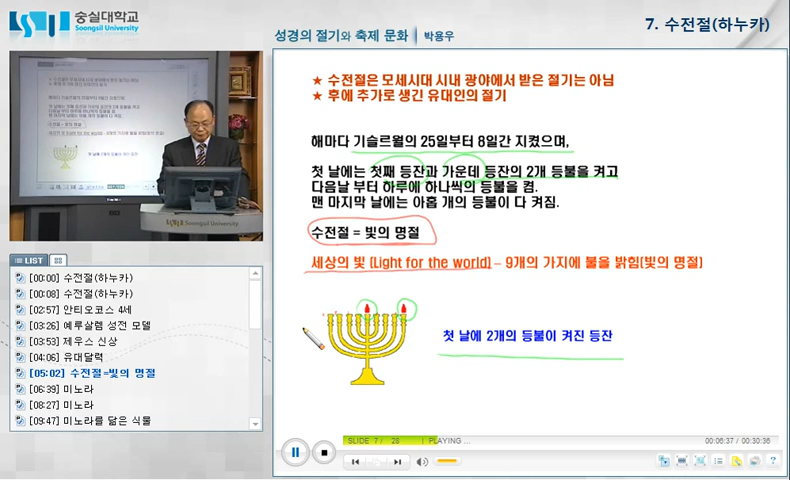 숭실대학교
Soongsil University
성경의 절기와 축제 문화 | 박용우
7. 수전절(하누카)
★ 수전절은 모세시대 시내 광야에서 받은 절기는 아님
★ 후에 추가로 생긴 유대인의 절기
해마다 기슬르월의 25일부터 8일간 지켰으며,
첫 날에는 첫째 등잔과 가운데 등잔의 2개 등불을 켜고
다음날 부터 하루에 하나씩의 등불을 켬.
맨 마지막 날에는 아홉 개의 등불이 다 켜짐.
수전절 = 빛의 명절
세상의 빛 (Light for the world) – 9개의 가지에 불을 밝힘(빛의 명절)
첫 날에 2개의 등불이 켜진 등잔
Soongsil University
LIST
[00:00] 수전절(하누카)
[00:08] 수전절(하누카)
[02:57] 안티오코스 4세
[03:26] 예루살렘 성전 모델
[03:53] 제우스 신상
[04:06] 유대달력
[05:02] 수전절=빛의 명절
[06:39] 미노라
[08:27] 미노라
[09:47] 미노라를 닮은 식물
SLIDE 7 / 28 | PLAYING ...
00:06:37 / 00:30:36